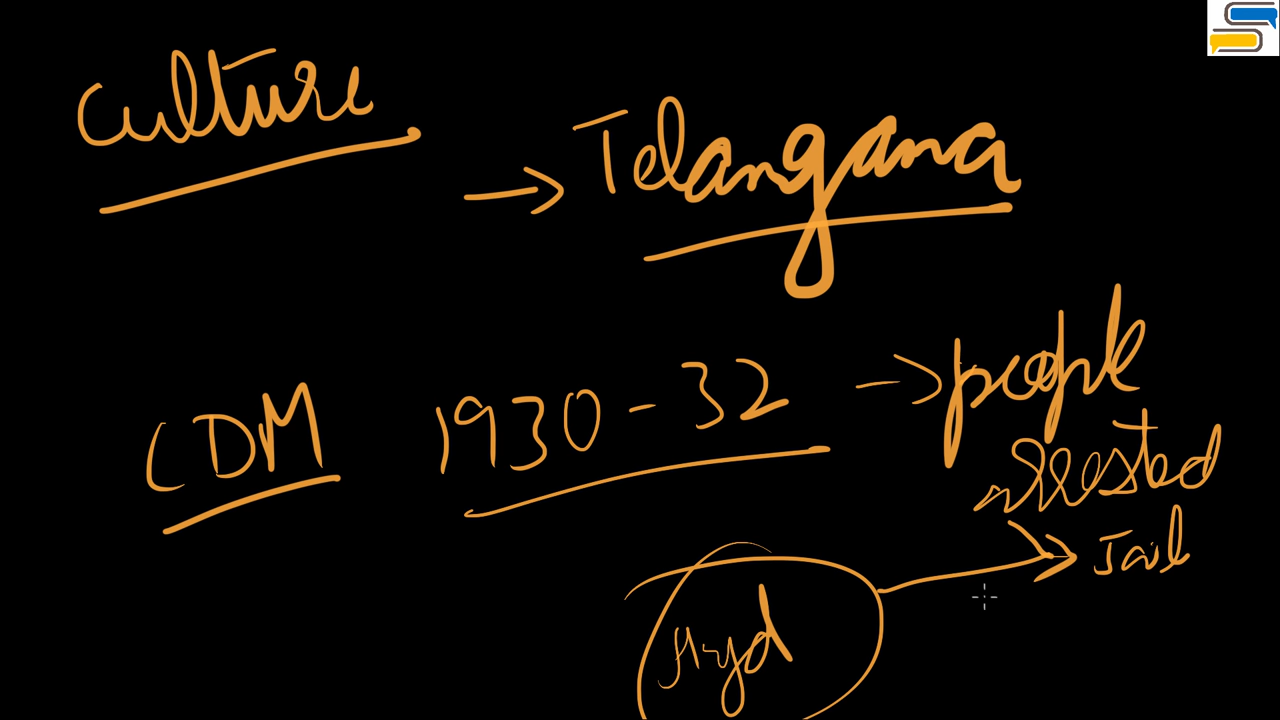 Culture
→ Telangana
CDM 1930-32 → people
arrested
→ Jail
Hyd